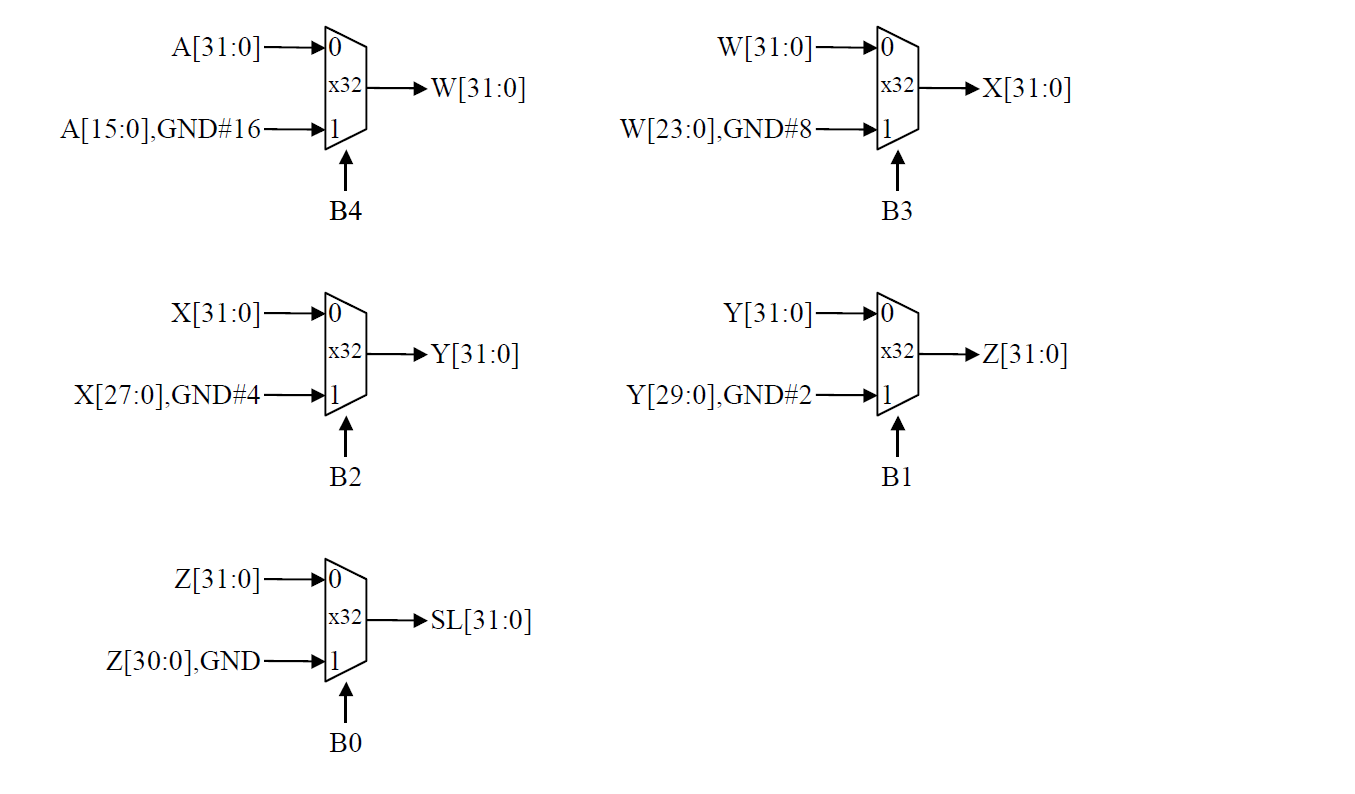 A[31:0] 0 W[31:0] 0
x32 W[31:0] x32 X[31:0]
A[15:0],GND#16 1 W[23:0],GND#8 1
B4 B3
X[31:0] 0 Y[31:0] 0
x32 Y[31:0] x32 Z[31:0]
X[27:0],GND#4 1 Y[29:0],GND#2 1
B2 B1
Z[31:0] 0
x32 SL[31:0]
Z[30:0],GND 1
B0